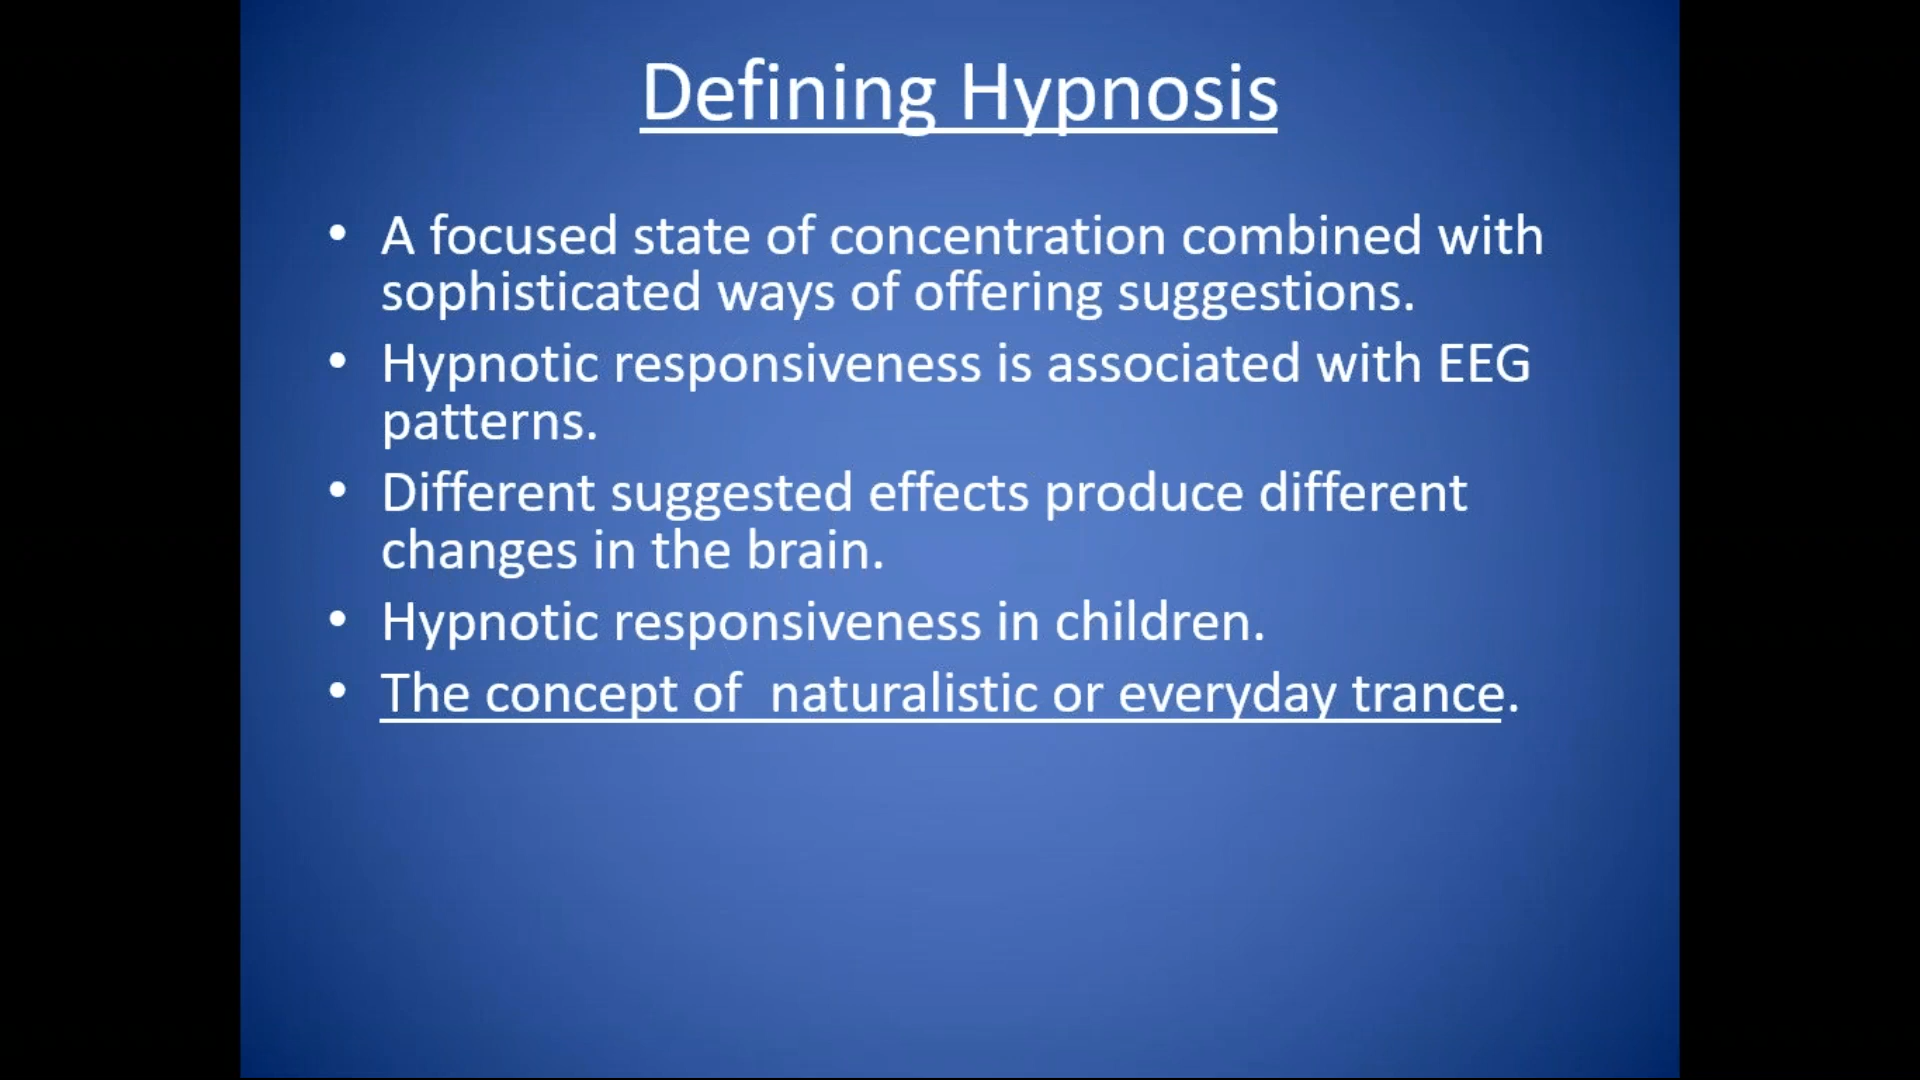 Defining Hypnosis
• A focused state of concentration combined with
sophisticated ways of offering suggestions.
• Hypnotic responsiveness is associated with EEG
patterns.
• Different suggested effects produce different
changes in the brain.
• Hypnotic responsiveness in children.
• The concept of  naturalistic or everyday trance.